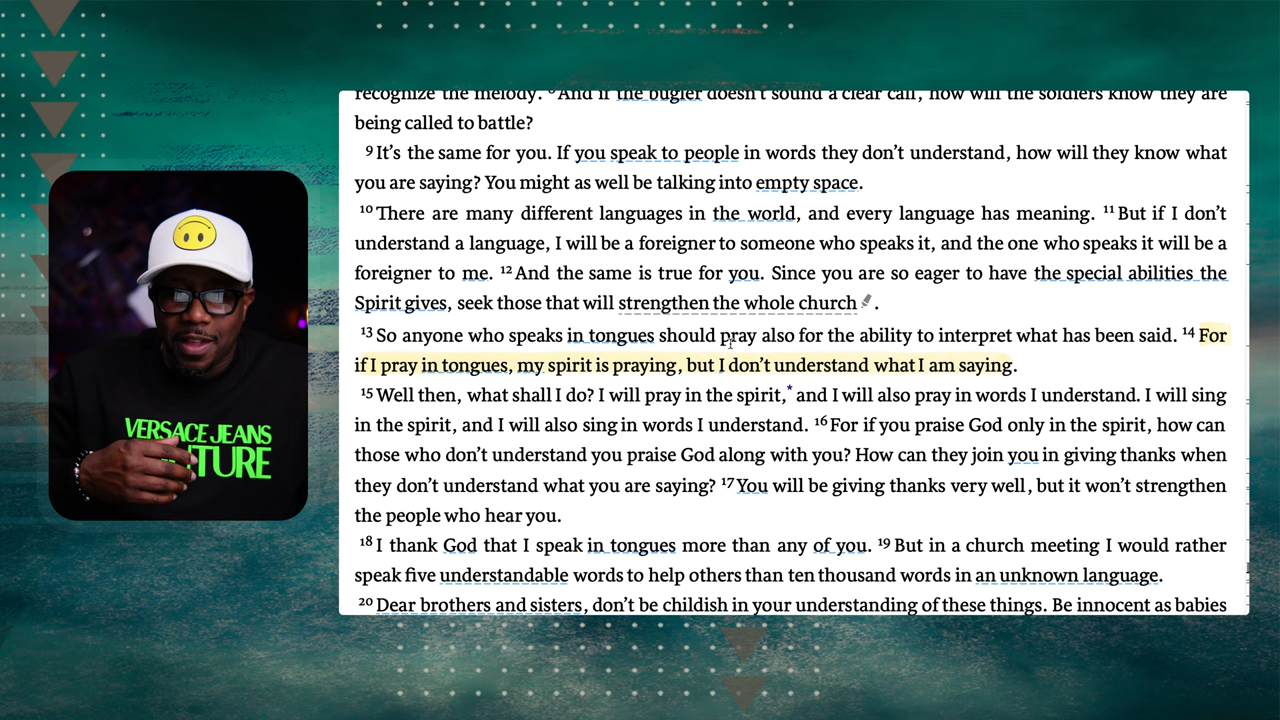 VERSACE JEANS
recognize the melody. 8 And if the bugler doesn't sound a clear call, how will the soldiers know they are
being called to battle?
9 It's the same for you. If you speak to people in words they don't understand, how will they know what
you are saying? You might as well be talking into empty space.
10 There are many different languages in the world, and every language has meaning. 11 But if I don't
understand a language, I will be a foreigner to someone who speaks it, and the one who speaks it will be a
foreigner to me. 12 And the same is true for you. Since you are so eager to have the special abilities the
Spirit gives, seek those that will strengthen the whole church.
13 So anyone who speaks in tongues should pray also for the ability to interpret what has been said. 14 For
if I pray in tongues, my spirit is praying, but I don't understand what I am saying.
15 Well then, what shall I do? I will pray in the spirit,* and I will also pray in words I understand. I will sing
in the spirit, and I will also sing in words I understand. 16 For if you praise God only in the spirit, how can
those who don't understand you praise God along with you? How can they join you in giving thanks when
they don't understand what you are saying? 17 You will be giving thanks very well, but it won't strengthen
the people who hear you.
18 I thank God that I speak in tongues more than any of you. 19 But in a church meeting I would rather
speak five understandable words to help others than ten thousand words in an unknown language.
20 Dear brothers and sisters, don't be childish in your understanding of these things. Be innocent as babies